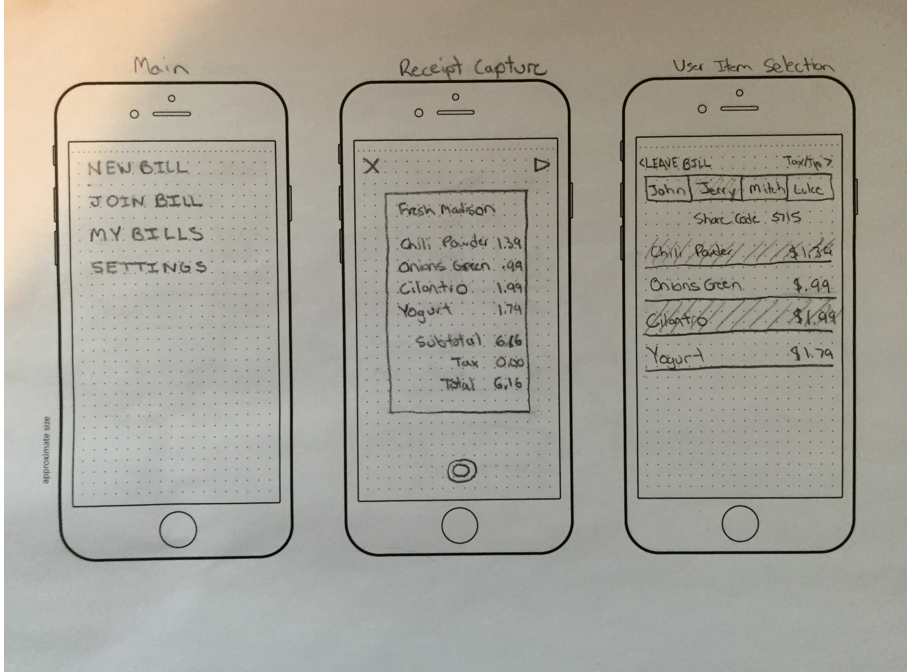 Main
NEW BILL
JOIN BILL
MY BILLS
SETTINGS
approximate size
Receipt Capture
X
Fresh Madison
Chili Powder 1.39
Onions Green .99
Cilantro 1.99
Yogurt 1.79
Subtotal 6.16
Tax 0.00
Total 6.16
User Item Selection
<LEAVE BILL Tax/Tip>
John Jerry Mitch Luke
Share Code 5715
Chili Powder $1.39
Onions Green $.99
Cilantro $1.99
Yogurt $1.79